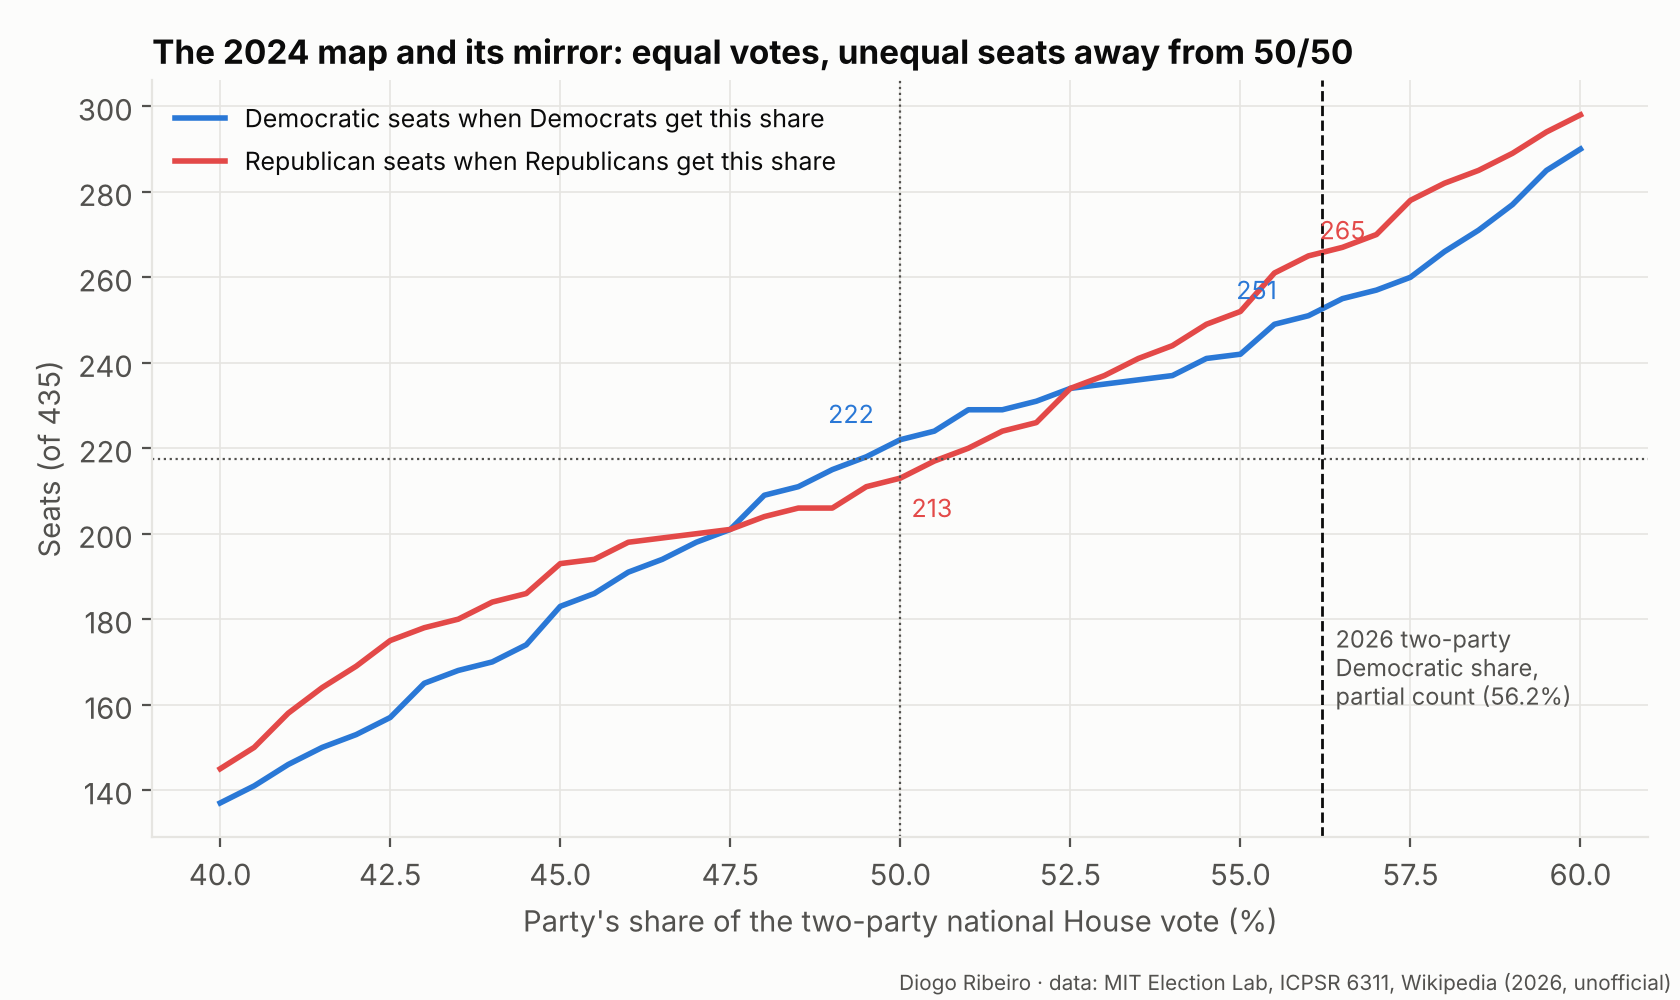 The 2024 map and its mirror: equal votes, unequal seats away from 50/50
Democratic seats when Democrats get this share
Republican seats when Republicans get this share
Seats (of 435)
300
280
260
240
220
200
180
160
140
265
251
222
213
2026 two-party
Democratic share,
partial count (56.2%)
40.0 42.5 45.0 47.5 50.0 52.5 55.0 57.5 60.0
Party's share of the two-party national House vote (%)
Diogo Ribeiro · data: MIT Election Lab, ICPSR 6311, Wikipedia (2026, unofficial)